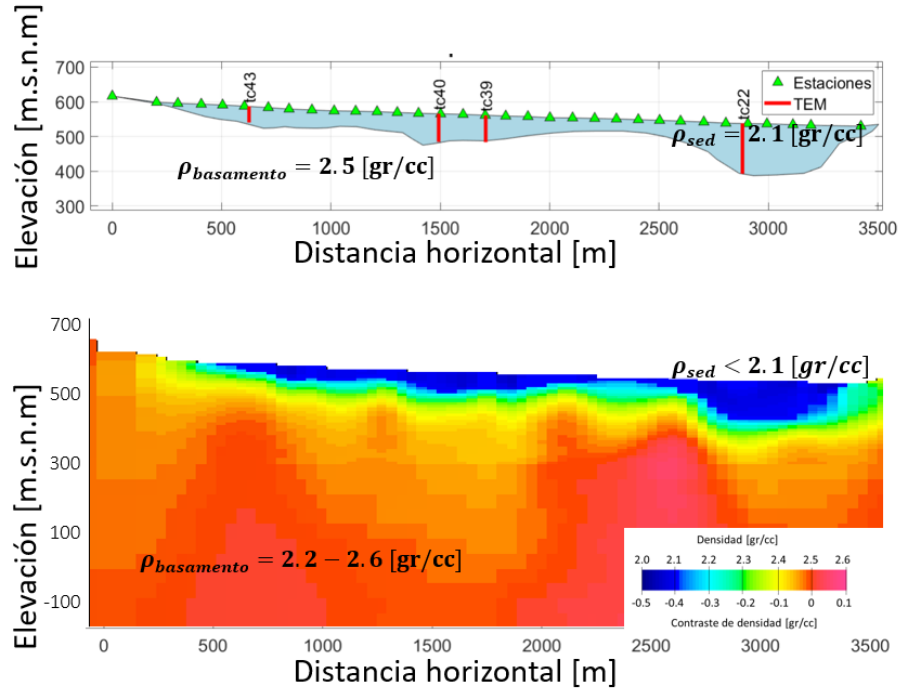 Elevación [m.s.n.m]
700
600
500
400
300
tc43
tc40
tc39
tc22
Estaciones
TEM
ρ_sed = 2.1 [gr/cc]
ρ_basamento = 2.5 [gr/cc]
0 500 1000 1500 2000 2500 3000 3500
Distancia horizontal [m]
Elevación [m.s.n.m]
700
500
300
100
-100
ρ_sed < 2.1 [gr/cc]
ρ_basamento = 2.2 − 2.6 [gr/cc]
Densidad [gr/cc]
2.0 2.1 2.2 2.3 2.4 2.5 2.6
-0.5 -0.4 -0.3 -0.2 -0.1 0 0.1
Contraste de densidad [gr/cc]
0 500 1000 1500 2000 2500 3000 3500
Distancia horizontal [m]